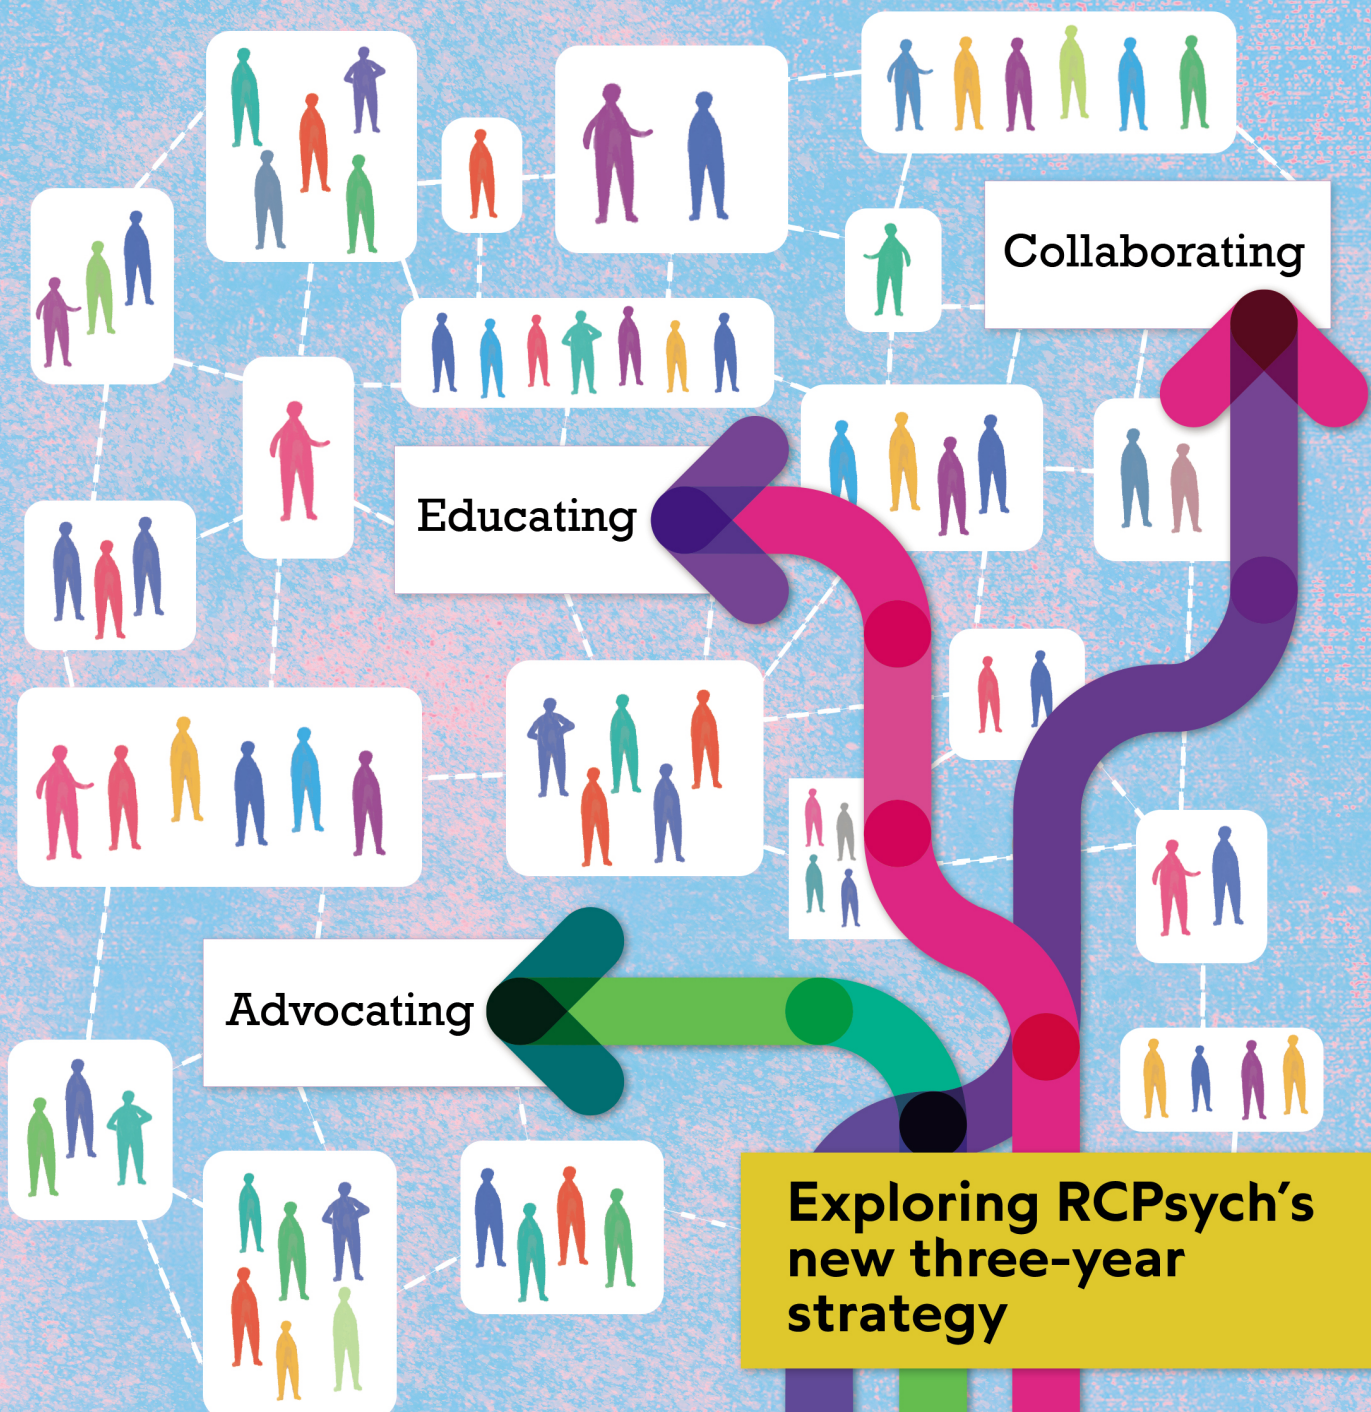 Collaborating
Educating
Advocating
Exploring RCPsych’s
new three-year
strategy